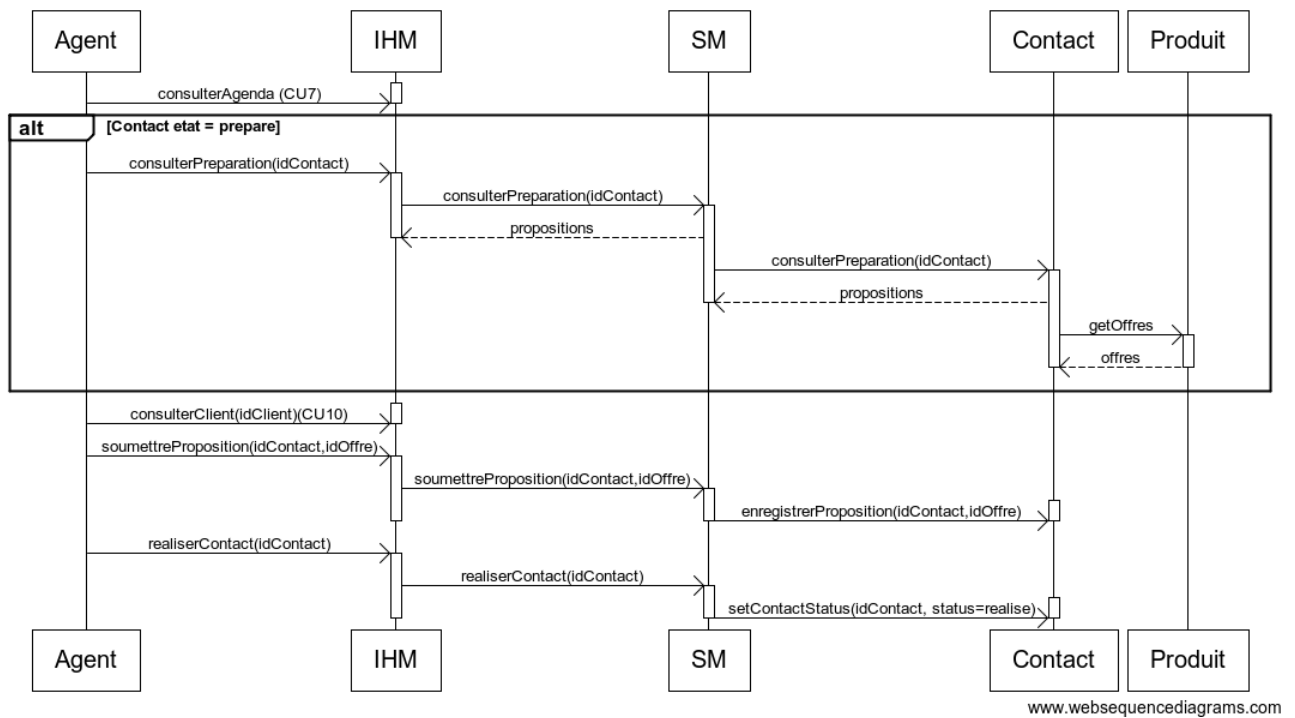 Agent IHM SM Contact Produit
consulterAgenda (CU7)
alt [Contact etat = prepare]
consulterPreparation(idContact)
consulterPreparation(idContact)
propositions
consulterPreparation(idContact)
propositions
getOffres
offres
consulterClient(idClient)(CU10)
soumettreProposition(idContact,idOffre)
soumettreProposition(idContact,idOffre)
enregistrerProposition(idContact,idOffre)
realiserContact(idContact)
realiserContact(idContact)
setContactStatus(idContact, status=realise)
Agent IHM SM Contact Produit
www.websequencediagrams.com